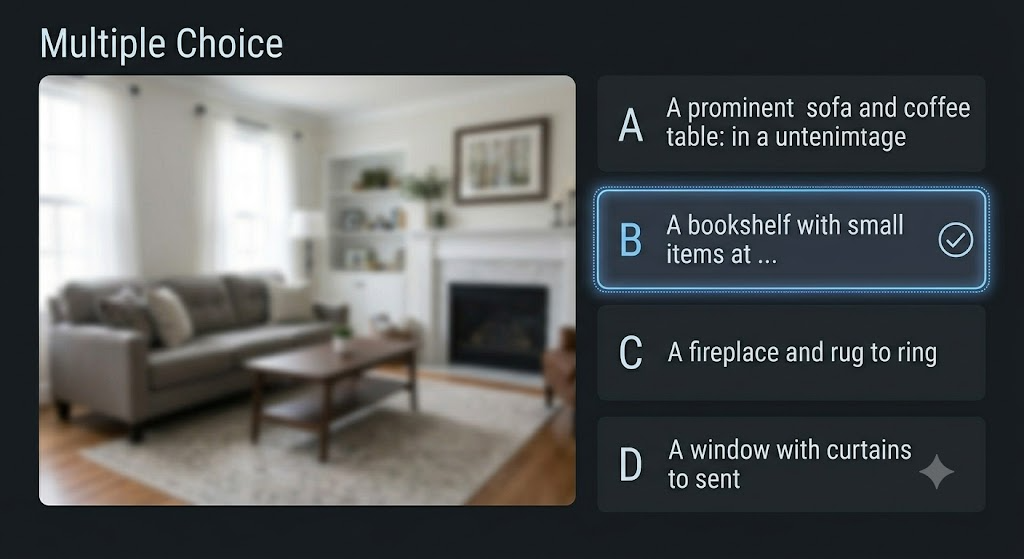 Multiple Choice
A
A prominent sofa and coffee
table: in a untenimtage
B
A bookshelf with small
items at ...
C
A fireplace and rug to ring
D
A window with curtains
to sent